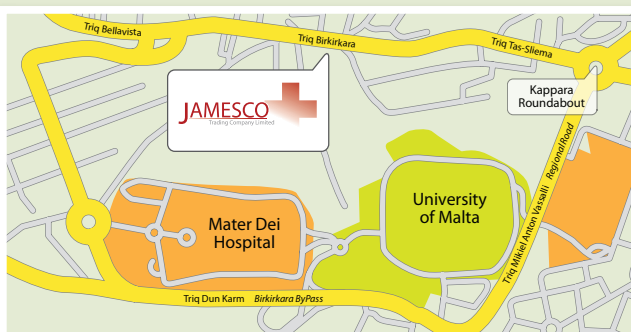 Triq Bellavista
Triq Birkirkara
Triq Tas-Sliema
Kappara
Roundabout
JAMESCO
Trading Company Limited
Mater Dei
Hospital
University
of Malta
Triq Mikiel Anton Vassalli Regional Road
Triq Dun Karm Birkirkara ByPass